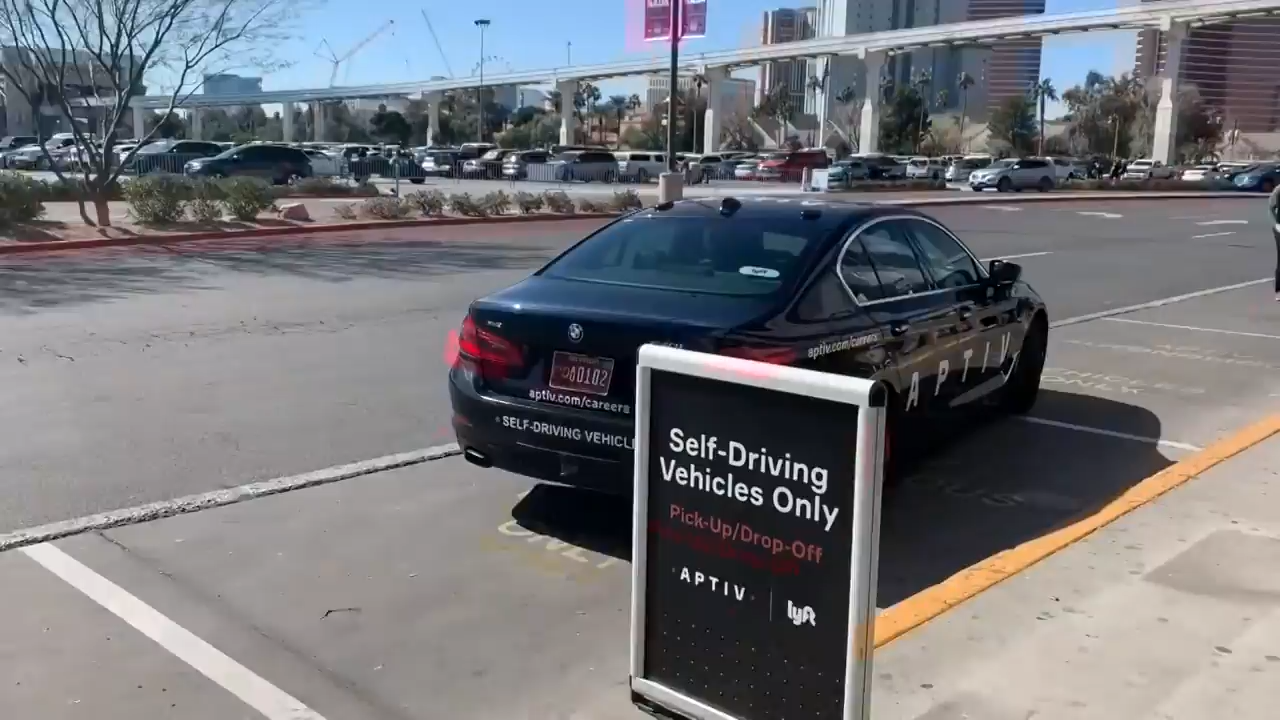 lyft
aptiv.com/careers
APTIV
aptiv.com/careers
SELF-DRIVING VEHICLE
Self-Driving
Vehicles Only
Pick-Up/Drop-Off
APTIV
lyft
ONLY